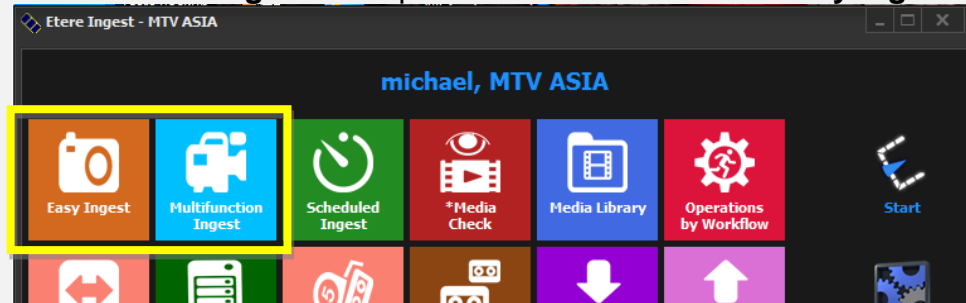 Etere Ingest - MTV ASIA
michael, MTV ASIA
Easy Ingest
Multifunction
Ingest
Scheduled
Ingest
*Media
Check
Media Library
Operations
by Workflow
Start
5